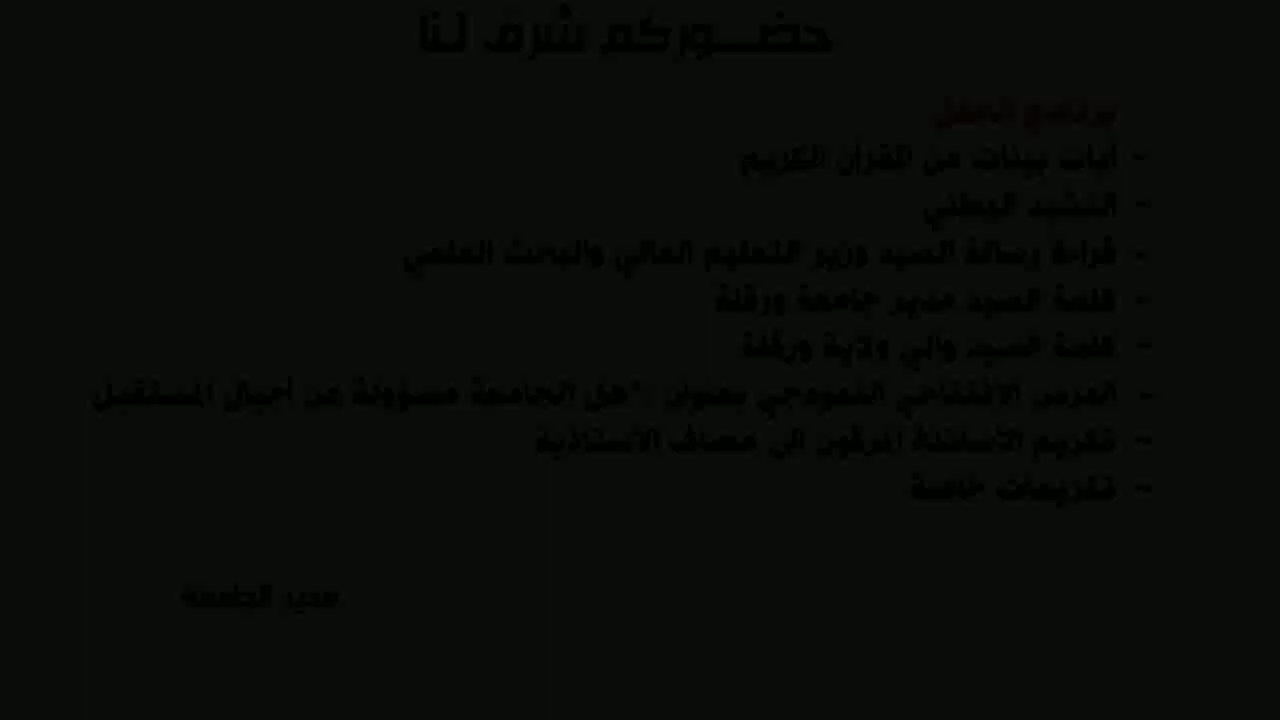 حضـــوركم شرف لنا
برنامج الحفل
- آيات بينات من القرآن الكريم
- النشيد الوطني
- قراءة رسالة السيد وزير التعليم العالي والبحث العلمي
- كلمة السيد مدير جامعة ورقلة
- كلمة السيد والي ولاية ورقلة
- الدرس الافتتاحي النموذجي بعنوان :"هل الجامعة مسؤولة عن أجيال المستقبل
- تكريم الأساتذة المرقون الى مصاف الاستاذية
- تكريمات خاصة
مدير الجامعة